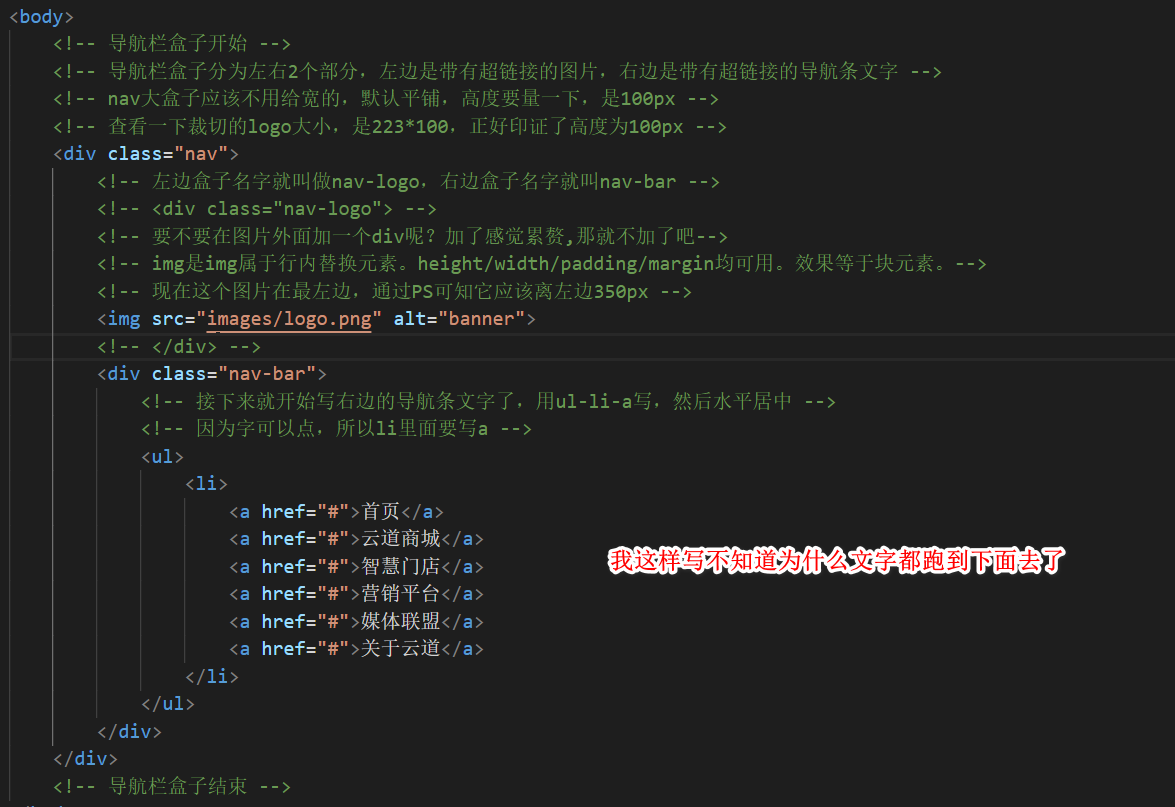 <body>
<!-- 导航栏盒子开始 -->
<!-- 导航栏盒子分为左右2个部分，左边是带有超链接的图片，右边是带有超链接的导航条文字 -->
<!-- nav大盒子应该不用给宽的，默认平铺，高度要量一下，是100px -->
<!-- 查看一下裁切的logo大小，是223*100，正好印证了高度为100px -->
<div class="nav">
<!-- 左边盒子名字就叫做nav-logo，右边盒子名字就叫nav-bar -->
<!-- <div class="nav-logo"> -->
<!-- 要不要在图片外面加一个div呢？加了感觉累赘,那就不加了吧-->
<!-- img是img属于行内替换元素。height/width/padding/margin均可用。效果等于块元素。-->
<!-- 现在这个图片在最左边，通过PS可知它应该离左边350px -->
<img src="images/logo.png" alt="banner">
<!-- </div> -->
<div class="nav-bar">
<!-- 接下来就开始写右边的导航条文字了，用ul-li-a写，然后水平居中 -->
<!-- 因为字可以点，所以li里面要写a -->
<ul>
<li>
<a href="#">首页</a>
<a href="#">云道商城</a>
<a href="#">智慧门店</a>
我这样写不知道为什么文字都跑到下面去了
<a href="#">营销平台</a>
<a href="#">媒体联盟</a>
<a href="#">关于云道</a>
</li>
</ul>
</div>
</div>
<!-- 导航栏盒子结束 -->